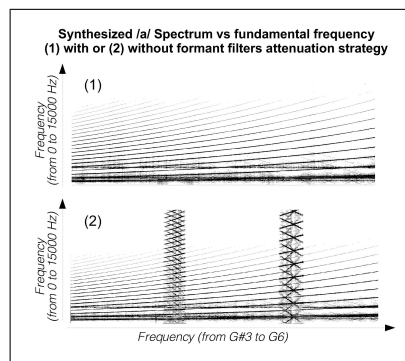 Synthesized /a/ Spectrum vs fundamental frequency
(1) with or (2) without formant filters attenuation strategy
(1)
Frequency
(from 0 to 15000 Hz)
(2)
Frequency
(from 0 to 15000 Hz)
Frequency (from G#3 to G6)